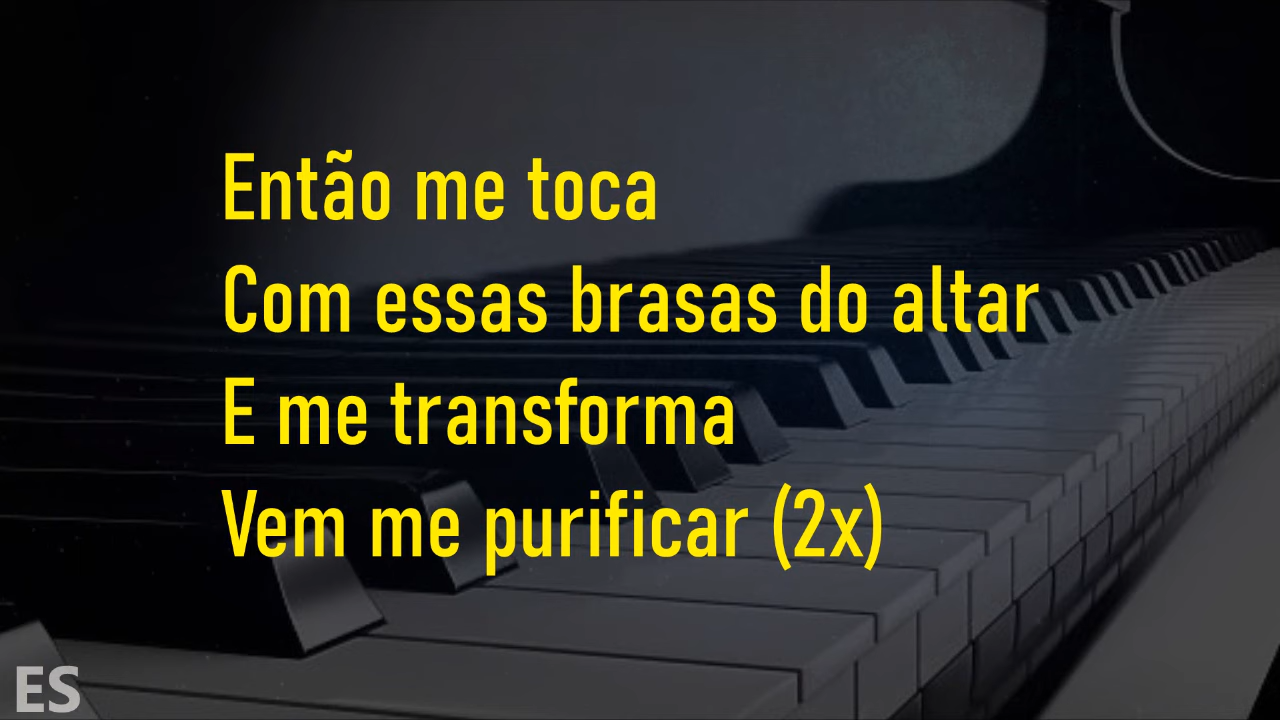 Então me toca
Com essas brasas do altar
E me transforma
Vem me purificar (2x)
ES